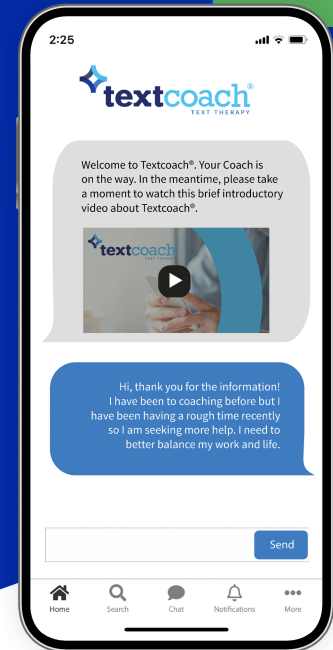 2:25
textcoach®
TEXT THERAPY
Welcome to Textcoach®. Your Coach is
on the way. In the meantime, please take
a moment to watch this brief introductory
video about Textcoach®.
textcoach
TEXT THERAPY
Hi, thank you for the information!
I have been to coaching before but I
have been having a rough time recently
so I am seeking more help. I need to
better balance my work and life.
Send
Home
Search
Chat
Notifications
More